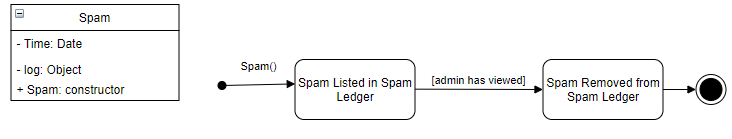 Spam
- Time: Date
- log: Object
+ Spam: constructor
Spam()
Spam Listed in Spam
Ledger
[admin has viewed]
Spam Removed from
Spam Ledger